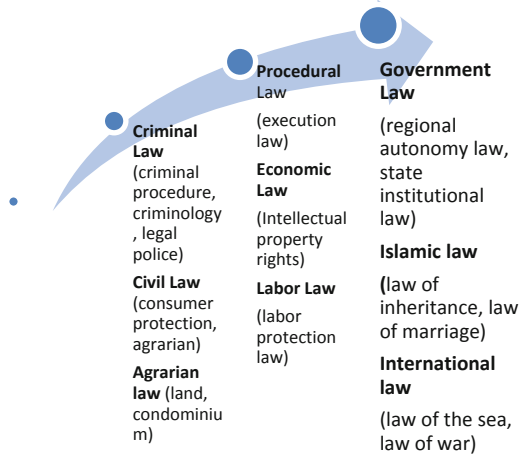 Criminal
Law
(criminal
procedure,
criminology
, legal
police)
Civil Law
(consumer
protection,
agrarian)
Agrarian
law (land,
condominiu
m)
Procedural
Law
(execution
law)
Economic
Law
(Intellectual
property
rights)
Labor Law
(labor
protection
law)
Government
Law
(regional
autonomy law,
state
institutional
law)
Islamic law
(law of
inheritance, law
of marriage)
International
law
(law of the sea,
law of war)